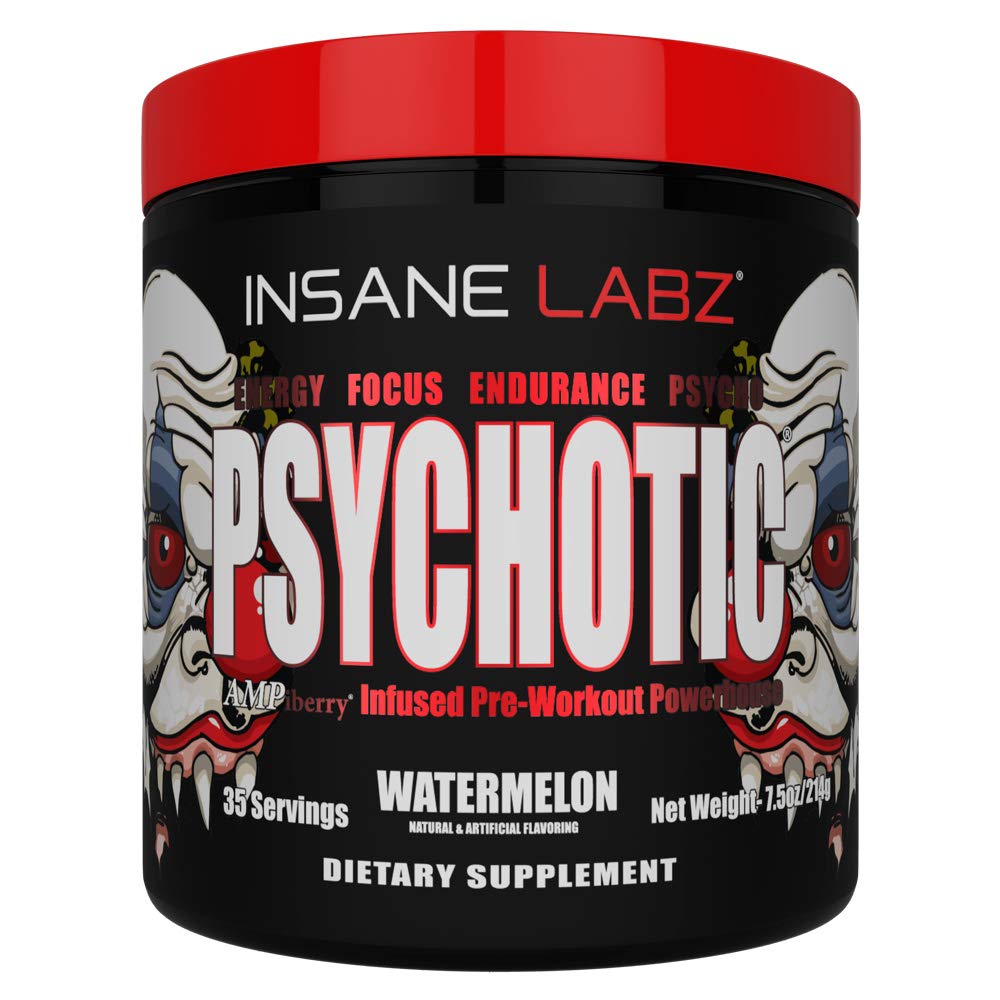 INSANE LABZ®
ENERGY FOCUS ENDURANCE PSYCHO
PSYCHOTIC®
AMPiberry® Infused Pre-Workout Powerhouse
35 Servings
WATERMELON
NATURAL & ARTIFICIAL FLAVORING
Net Weight- 7.5oz/214g
DIETARY SUPPLEMENT